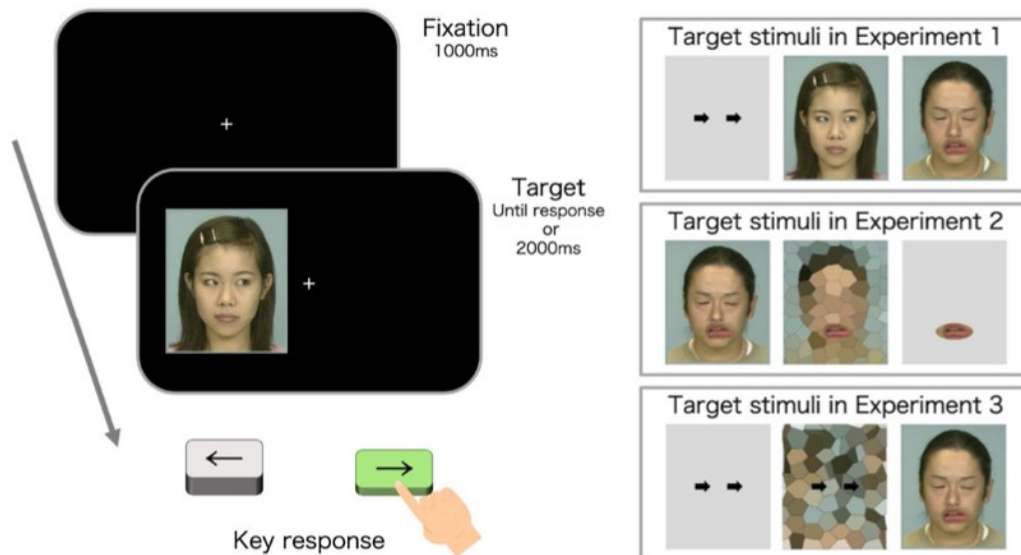 Fixation
1000ms
Target
Until response
or
2000ms
Key response
Target stimuli in Experiment 1
Target stimuli in Experiment 2
Target stimuli in Experiment 3